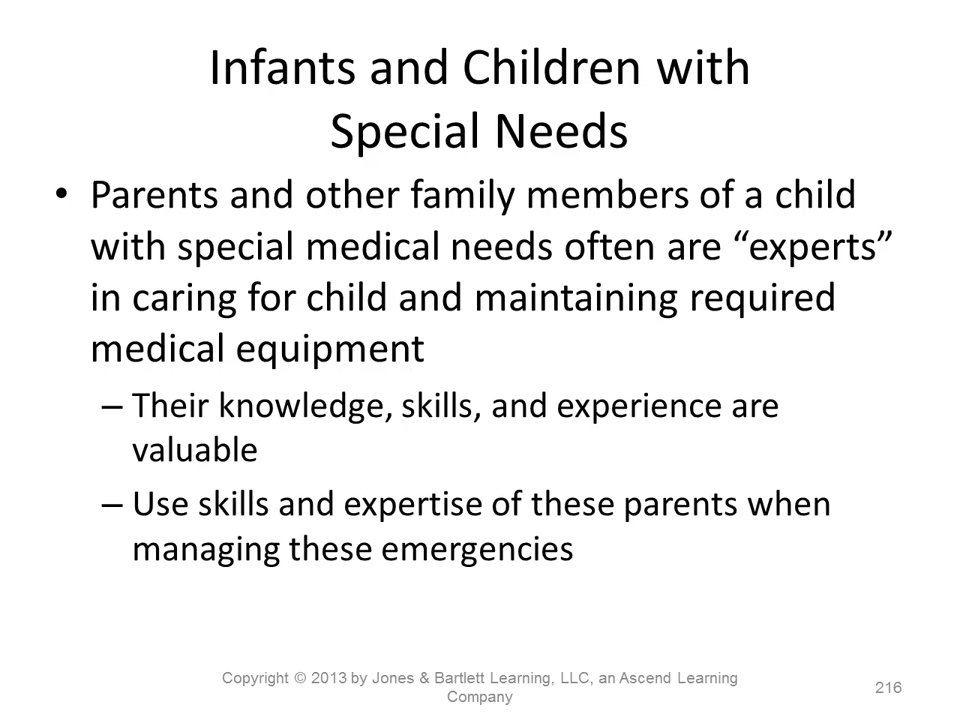 Infants and Children with
Special Needs
• Parents and other family members of a child
with special medical needs often are “experts”
in caring for child and maintaining required
medical equipment
– Their knowledge, skills, and experience are
valuable
– Use skills and expertise of these parents when
managing these emergencies
Copyright © 2013 by Jones & Bartlett Learning, LLC, an Ascend Learning
Company
216